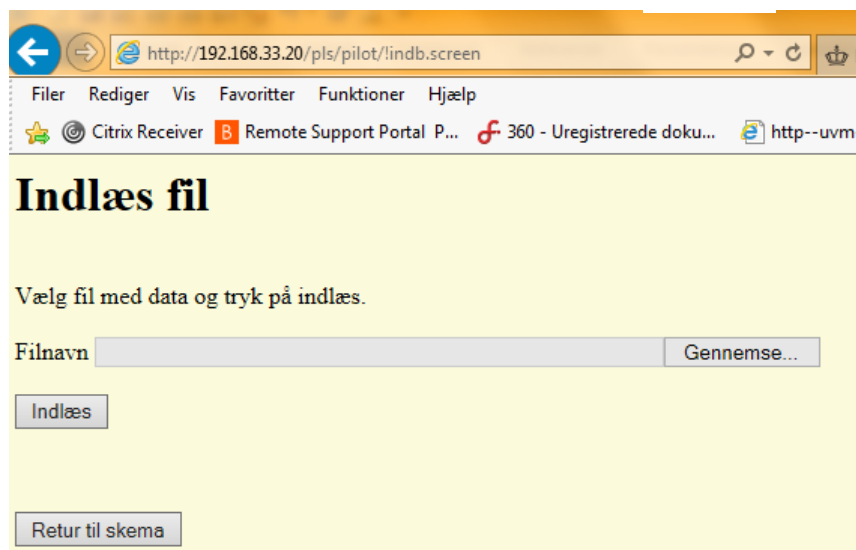 http://192.168.33.20/pls/pilot/!indb.screen
Filer Rediger Vis Favoritter Funktioner Hjælp
Citrix Receiver B Remote Support Portal P... 360 - Uregistrerede doku... http--uvm
Indlæs fil
Vælg fil med data og tryk på indlæs.
Filnavn Gennemse...
Indlæs
Retur til skema